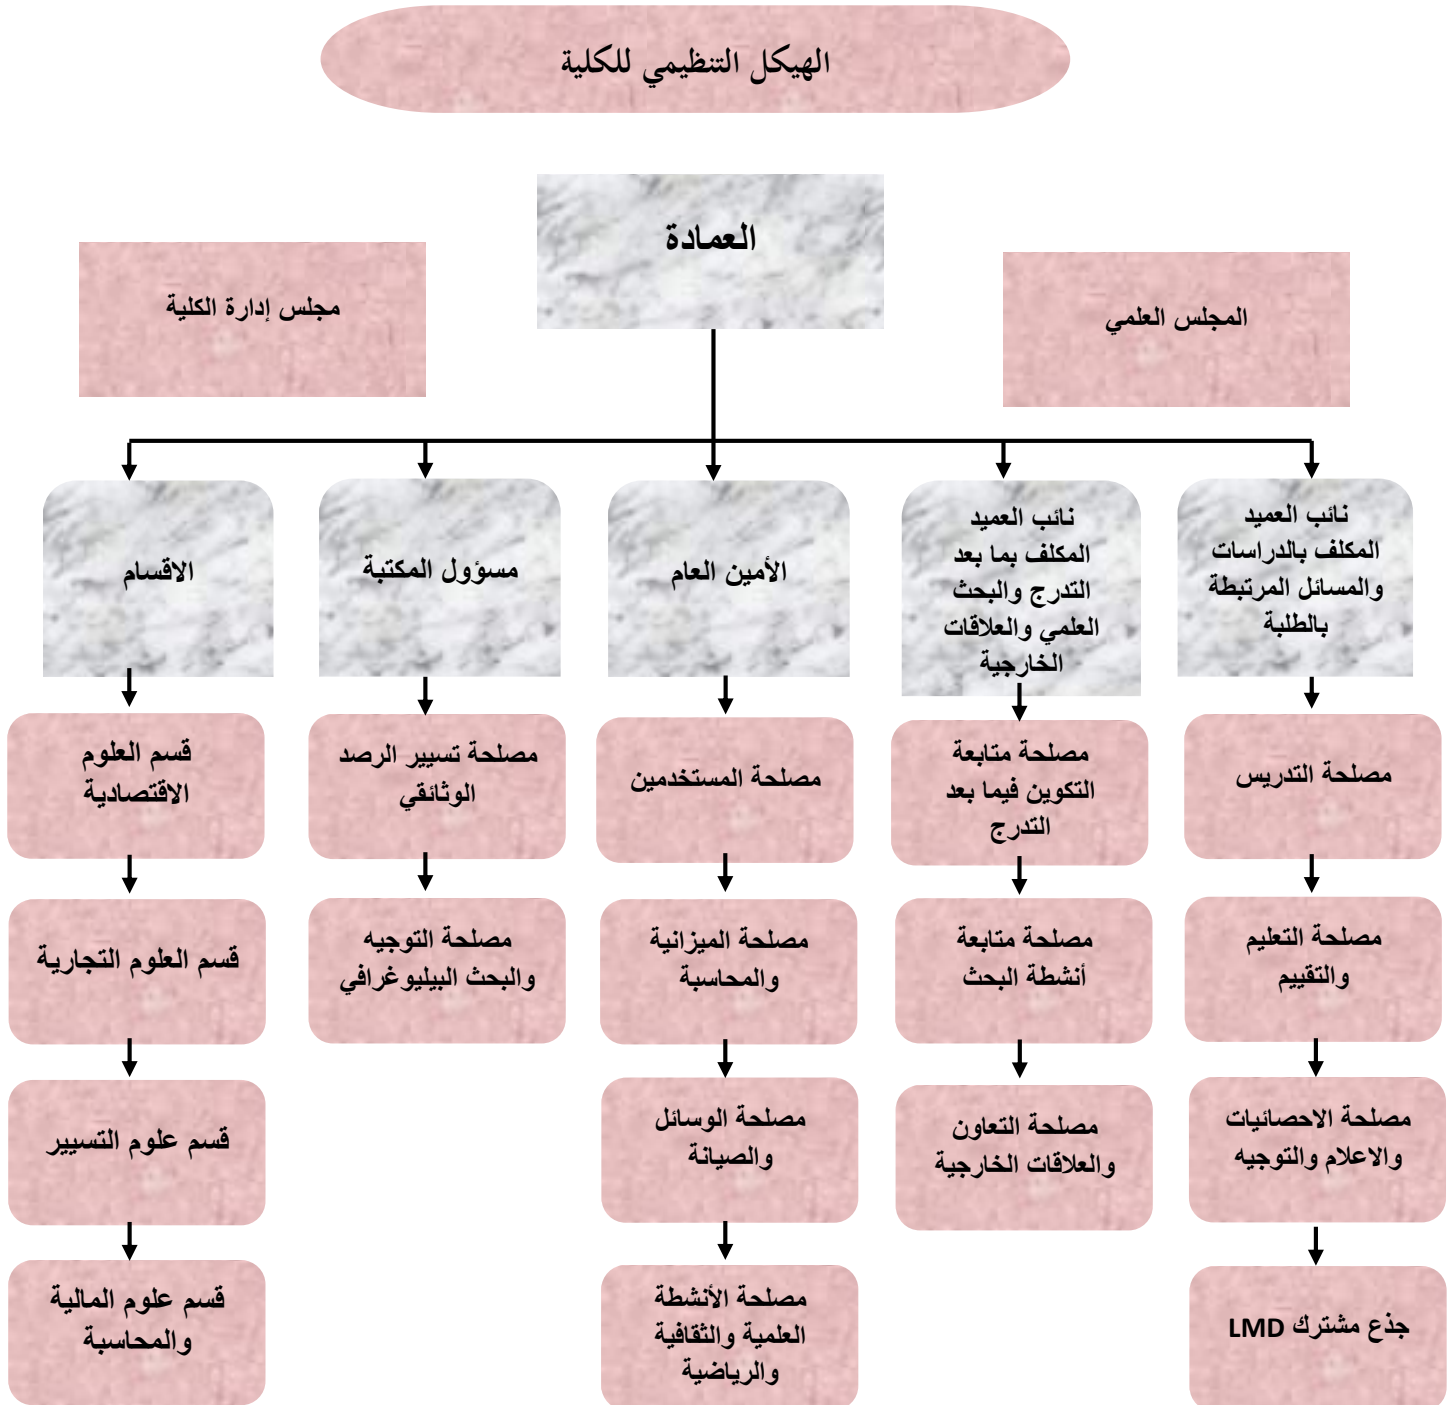 الهيكل التنظيمي للكلية
العمادة
المجلس العلمي
مجلس إدارة الكلية
نائب العميد
المكلف بالدراسات
والمسائل المرتبطة
بالطلبة
نائب العميد
المكلف بما بعد
التدرج والبحث
العلمي والعلاقات
الخارجية
الأمين العام
مسؤول المكتبة
الاقسام
مصلحة التدريس
مصلحة متابعة
التكوين فيما بعد
التدرج
مصلحة المستخدمين
مصلحة تسيير الرصد
الوثائقي
قسم العلوم
الاقتصادية
مصلحة التعليم
والتقييم
مصلحة متابعة
أنشطة البحث
مصلحة الميزانية
والمحاسبة
مصلحة التوجيه
والبحث البيليوغرافي
قسم العلوم التجارية
مصلحة الاحصائيات
والاعلام والتوجيه
مصلحة التعاون
والعلاقات الخارجية
مصلحة الوسائل
والصيانة
قسم علوم التسيير
جذع مشترك LMD
مصلحة الأنشطة
العلمية والثقافية
والرياضية
قسم علوم المالية
والمحاسبة